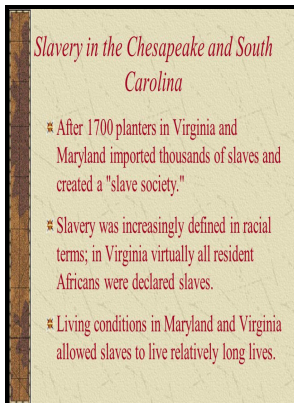 Slavery in the Chesapeake and South
Carolina
After 1700 planters in Virginia and
Maryland imported thousands of slaves and
created a "slave society."
Slavery was increasingly defined in racial
terms; in Virginia virtually all resident
Africans were declared slaves.
Living conditions in Maryland and Virginia
allowed slaves to live relatively long lives.